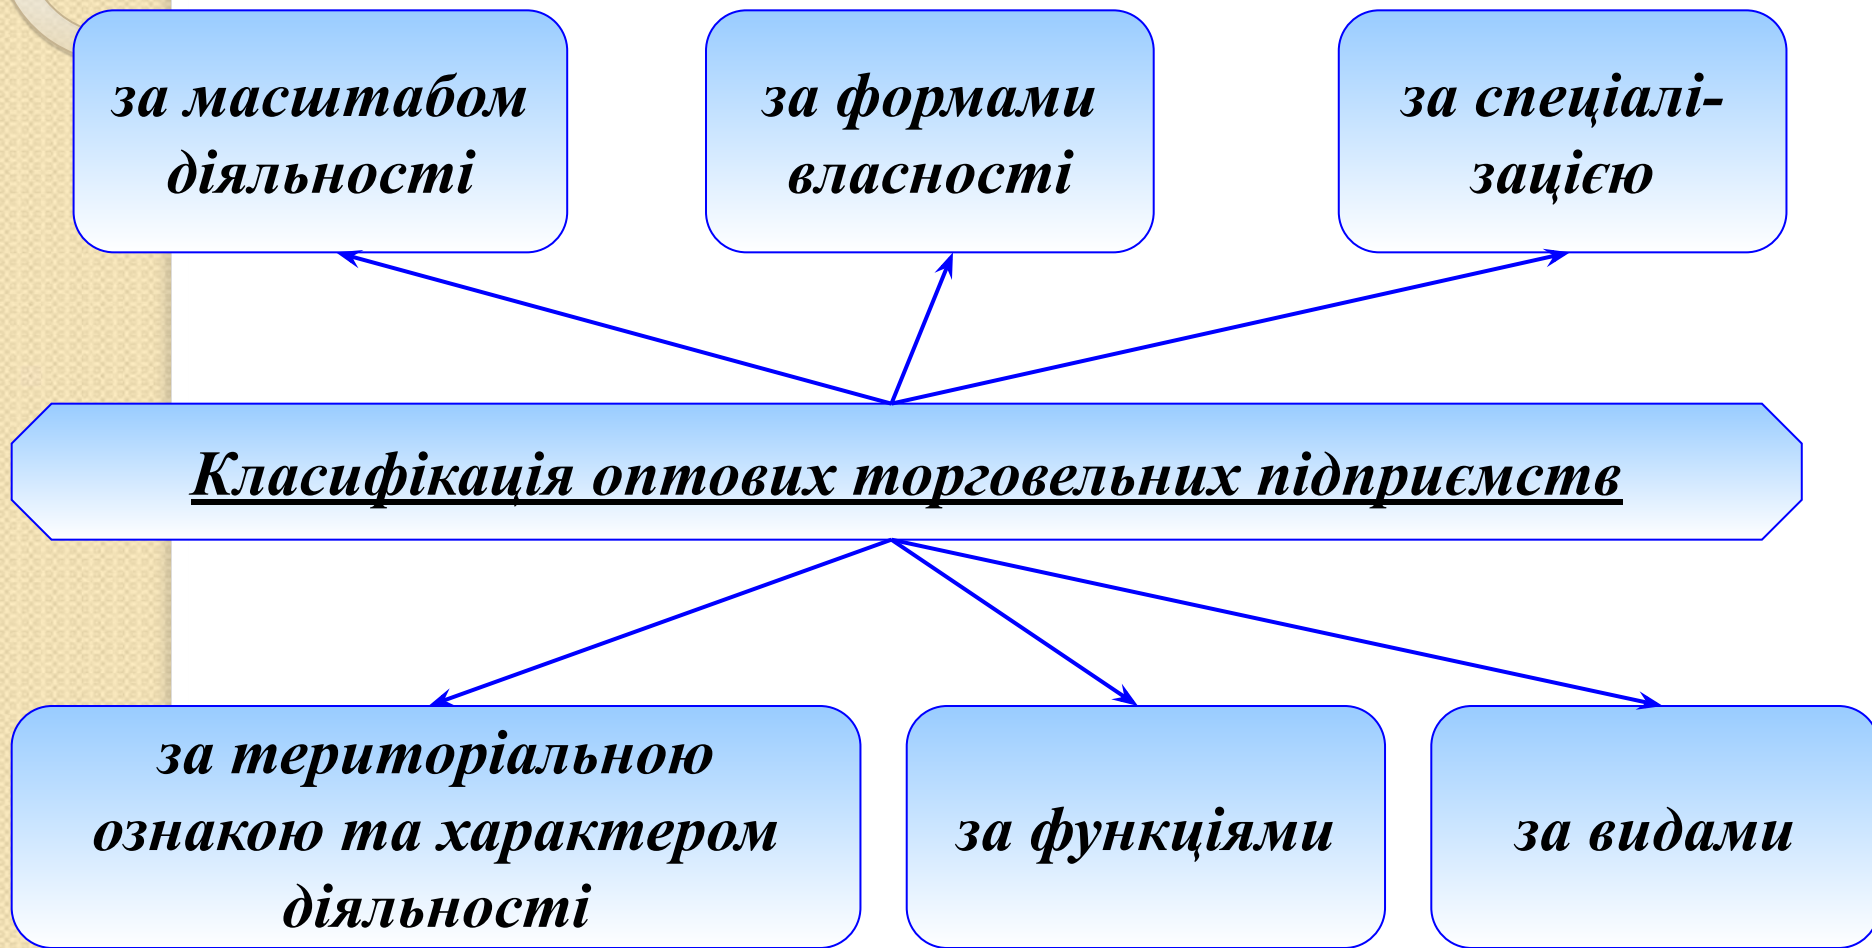 за масштабом
діяльності
за формами
власності
за спеціалі-
зацією
Класифікація оптових торговельних підприємств
за територіальною
ознакою та характером
діяльності
за функціями
за видами